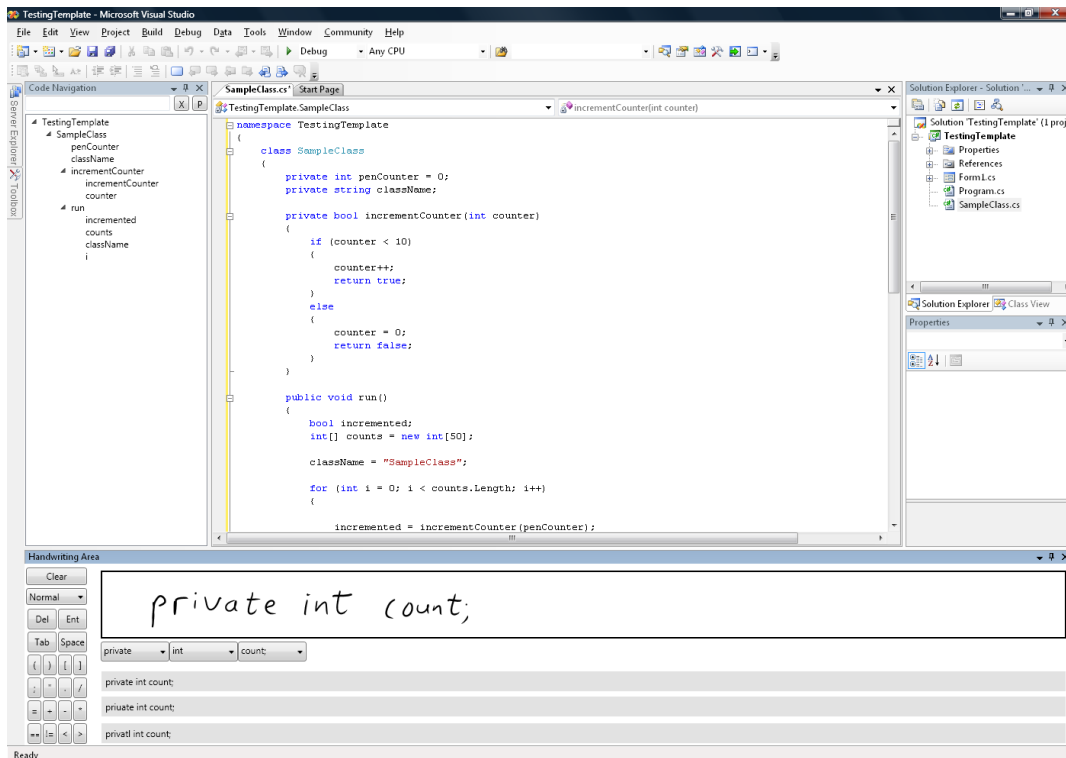 TestingTemplate - Microsoft Visual Studio
File Edit View Project Build Debug Data Tools Window Community Help
Debug Any CPU
Code Navigation
X P
Server Explorer
Toolbox
TestingTemplate
SampleClass
penCounter
className
incrementCounter
incrementCounter
counter
run
incremented
counts
className
i
SampleClass.cs* Start Page
TestingTemplate.SampleClass incrementCounter(int counter)
namespace TestingTemplate
{
class SampleClass
{
private int penCounter = 0;
private string className;
private bool incrementCounter(int counter)
{
if (counter < 10)
{
counter++;
return true;
}
else
{
counter = 0;
return false;
}
}
public void run()
{
bool incremented;
int[] counts = new int[50];
className = "SampleClass";
for (int i = 0; i < counts.Length; i++)
{
incremented = incrementCounter(penCounter);
Solution Explorer - Solution '...
Solution 'TestingTemplate' (1 proj
TestingTemplate
Properties
References
Form1.cs
Program.cs
SampleClass.cs
Solution Explorer Class View
Properties
Handwriting Area
Clear
Normal
Del Ent
Tab Space
{ } [ ]
; " . /
= + - *
== != < >
private int count;
private int count;
private int count;
priuate int count;
privatl int count;
Ready